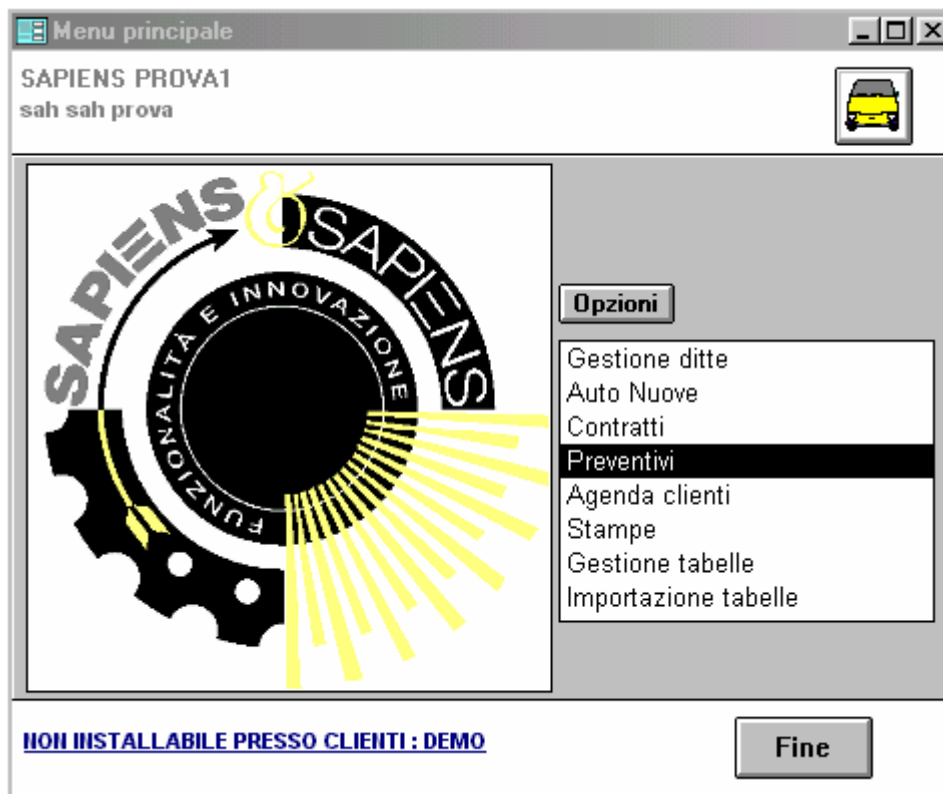 Menu principale
SAPIENS PROVA1
sah sah prova
SAPIENS & SAPIENS
FUNZIONALITÀ E INNOVAZIONE
Opzioni
Gestione ditte
Auto Nuove
Contratti
Preventivi
Agenda clienti
Stampe
Gestione tabelle
Importazione tabelle
NON INSTALLABILE PRESSO CLIENTI : DEMO
Fine